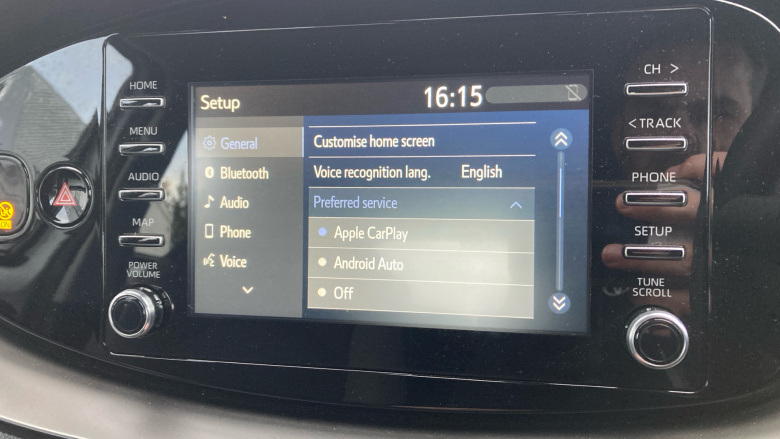 HOME
MENU
AUDIO
MAP
POWER
VOLUME
Setup
16:15
General
Bluetooth
Audio
Phone
Voice
Customise home screen
Voice recognition lang. English
Preferred service
Apple CarPlay
Android Auto
Off
CH >
< TRACK
PHONE
SETUP
TUNE
SCROLL